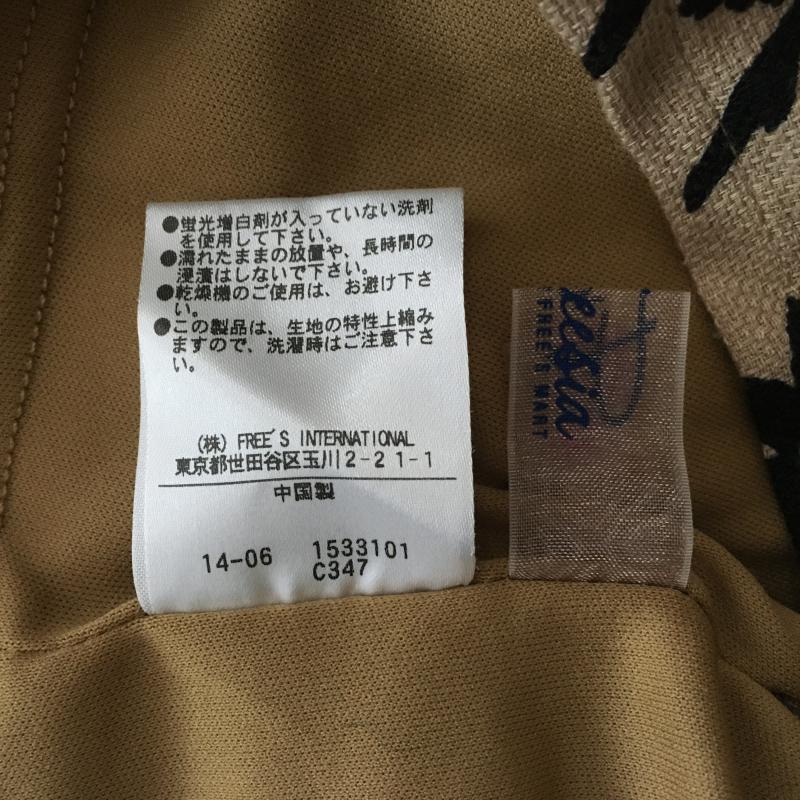 ●蛍光増白剤が入っていない洗剤
を使用して下さい。
●濡れたままの放置や、長時間の
浸漬はしないで下さい。
●乾燥機のご使用は、お避け下さ
い。
●この製品は、生地の特性上縮み
ますので、洗濯時はご注意下さ
い。
(株) FREE'S INTERNATIONAL
東京都世田谷区玉川2-21-1
中国製
14-06 1533101
C347
FREE'S MART